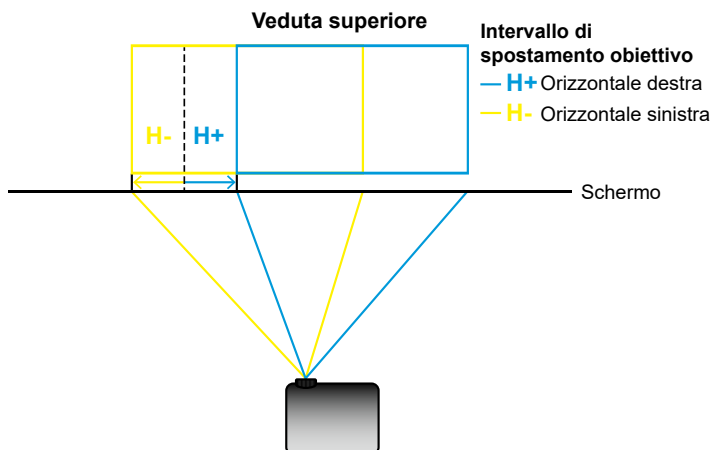 Veduta superiore
Intervallo di
spostamento obiettivo
H+ Orizzontale destra
H- Orizzontale sinistra
H- H+
Schermo